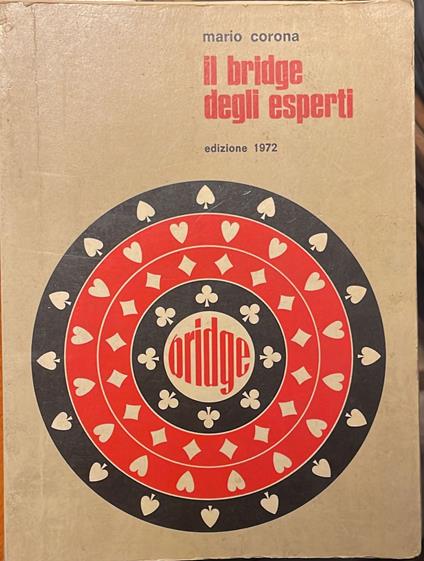 mario corona
il bridge
degli esperti
edizione 1972
bridge